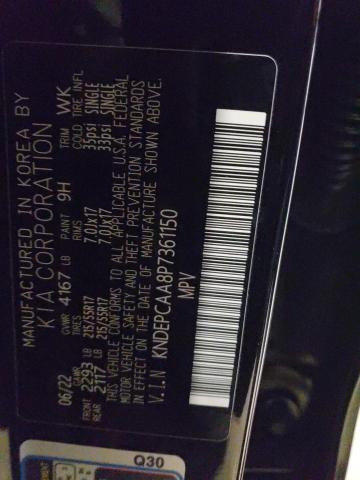 MANUFACTURED IN KOREA BY
KIA CORPORATION
06/22 GVWR 4167 LB PAINT 9H TRIM WK
TIRES RIMS COLD TIRE INFL
FRONT 2293 LB 215/55R17 7.0Jx17 35psi SINGLE
REAR 2117 LB 215/55R17 7.0Jx17 33psi SINGLE
THIS VEHICLE CONFORMS TO ALL APPLICABLE U.S.A. FEDERAL
MOTOR VEHICLE SAFETY AND THEFT PREVENTION STANDARDS
IN EFFECT ON THE DATE OF MANUFACTURE SHOWN ABOVE.
V.I.N KNDEPCAA8P7361150
MPV
Q30